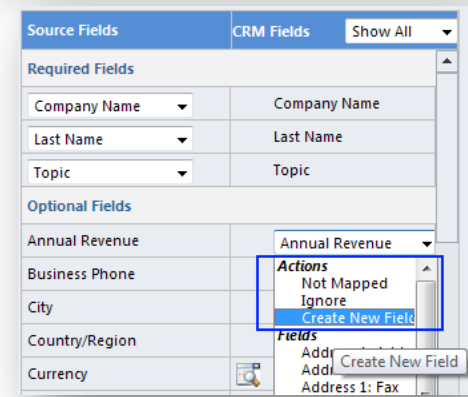 Source Fields CRM Fields Show All
Required Fields
Company Name Company Name
Last Name Last Name
Topic Topic
Optional Fields
Annual Revenue Annual Revenue
Business Phone Actions
Not Mapped
City Ignore
Create New Field
Country/Region Fields
Create New Field
Currency Address 1: Fax